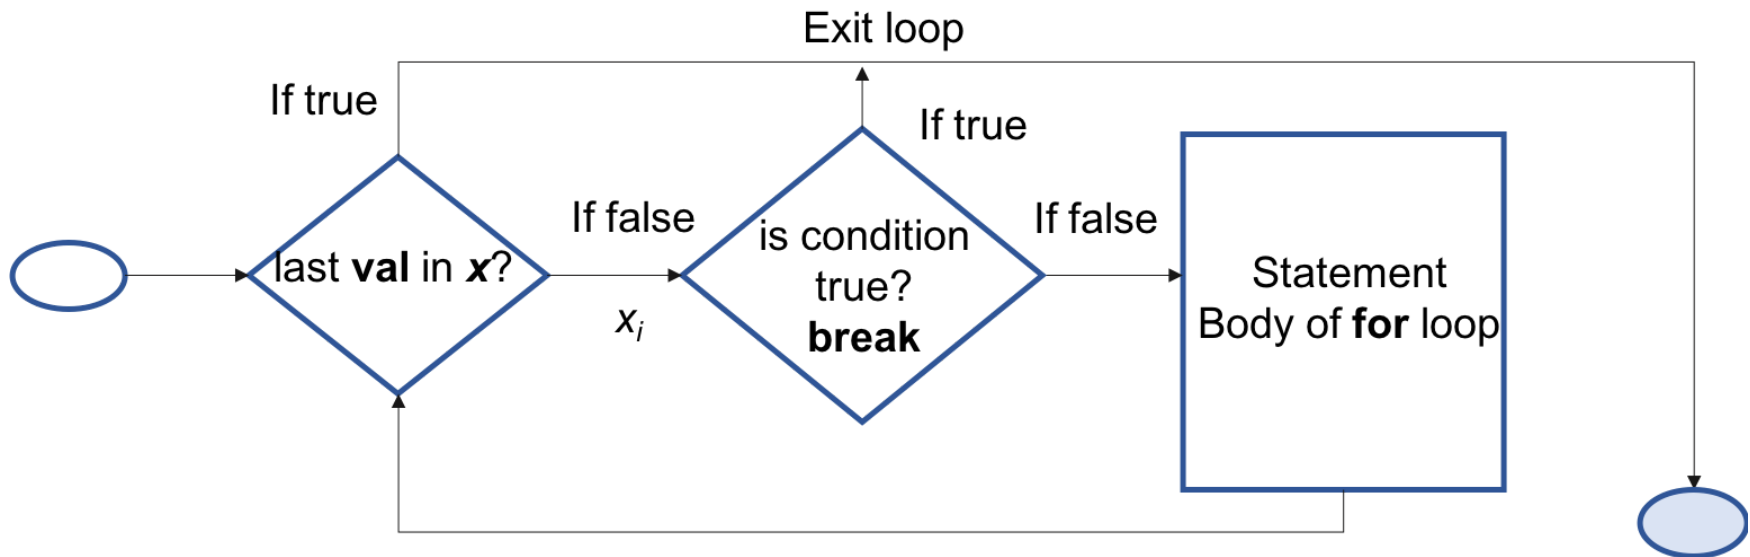 Exit loop
If true
If true
If false
If false
last val in x?
is condition
true?
break
Statement
Body of for loop
xi